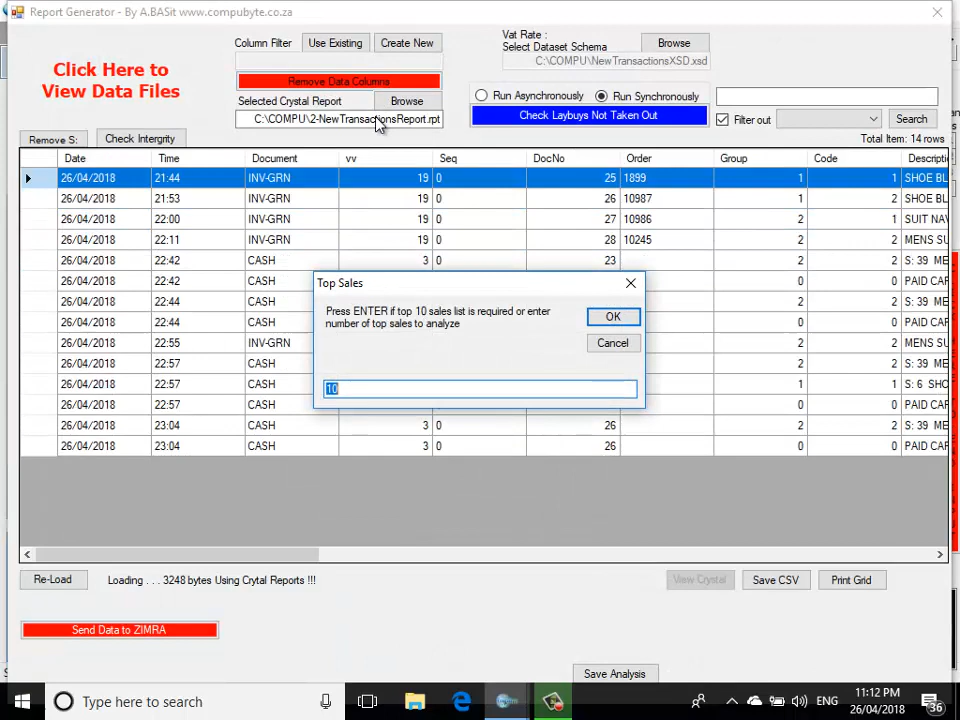 Report Generator - By A.BASit www.compubyte.co.za
Click Here to
View Data Files
Column Filter Use Existing Create New
Remove Data Columns
Selected Crystal Report Browse
C:\COMPU\2-NewTransactionsReport.rpt
Vat Rate :
Select Dataset Schema Browse
C:\COMPU\NewTransactionsXSD.xsd
Run Asynchronously Run Synchronously
Check Laybuys Not Taken Out
Filter out Search
Remove S: Check Intergrity
Total Item: 14 rows
Date Time Document vv Seq DocNo Order Group Code Descripti
26/04/2018 21:44 INV-GRN 19 0 25 1899 1 1 SHOE BL
26/04/2018 21:53 INV-GRN 19 0 26 10987 1 2 SHOE BL
26/04/2018 22:00 INV-GRN 19 0 27 10986 2 1 SUIT NAV
26/04/2018 22:11 INV-GRN 19 0 28 10245 2 2 MENS SU
26/04/2018 22:42 CASH 3 0 23 2 2 S: 39 ME
26/04/2018 22:42 CASH 0 PAID CAR
26/04/2018 22:44 CASH 2 S: 39 ME
26/04/2018 22:44 CASH 0 PAID CAR
26/04/2018 22:55 INV-GRN 2 MENS SU
26/04/2018 22:57 CASH 2 S: 39 ME
26/04/2018 22:57 CASH 1 S: 6 SHO
26/04/2018 22:57 CASH 0 PAID CAR
26/04/2018 23:04 CASH 3 0 26 2 2 S: 39 ME
26/04/2018 23:04 CASH 3 0 26 0 0 PAID CAR
Top Sales
Press ENTER if top 10 sales list is required or enter
number of top sales to analyze
OK
Cancel
10
Re-Load Loading . . . 3248 bytes Using Crytal Reports !!! View Crystal Save CSV Print Grid
Send Data to ZIMRA
Save Analysis
Type here to search
ENG
11:12 PM
26/04/2018
36